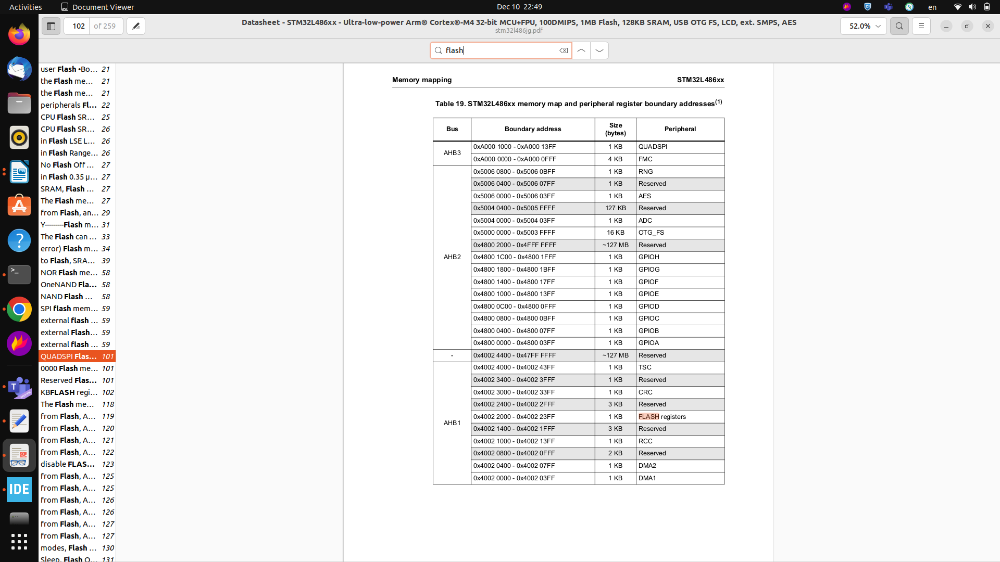 Activities
Document Viewer
Dec 10 22:49
en
102
of 259
Datasheet - STM32L486xx - Ultra-low-power Arm® Cortex®-M4 32-bit MCU+FPU, 100DMIPS, 1MB Flash, 128KB SRAM, USB OTG FS, LCD, ext. SMPS, AES
stm32l486jg.pdf
52.0%
flash
user Flash •Bo... 21
the Flash me... 21
the Flash me... 21
peripherals Fl... 22
CPU Flash SR... 25
CPU Flash SR... 26
in Flash LSE L... 26
in Flash Range... 26
No Flash Off ... 27
in Flash 0.35 µ... 27
SRAM, Flash ... 27
The Flash me... 27
from Flash, an... 29
Y---------Flash m... 31
The Flash can ... 33
error) Flash m... 34
to Flash, SRA... 39
NOR Flash me... 58
OneNAND Fla... 58
NAND Flash ... 58
SPI flash mem... 59
external flash ... 59
external Flash... 59
external flash ... 59
QUADSPI Flas... 101
0000 Flash me... 101
Reserved Flas... 101
KBFLASH regi... 102
The Flash me... 118
from Flash, A... 119
from Flash, A... 120
from Flash, A... 121
from Flash, A... 122
disable FLAS... 123
from Flash, A... 125
from Flash, A... 125
from Flash, A... 126
from Flash, A... 126
from Flash, A... 127
from Flash, A... 127
modes, Flash ... 130
Sleep, Flash O... 131
Memory mapping STM32L486xx
Table 19. STM32L486xx memory map and peripheral register boundary addresses(1)
Bus Boundary address Size (bytes) Peripheral
AHB3
0xA000 1000 - 0xA000 13FF 1 KB QUADSPI
0xA000 0000 - 0xA000 0FFF 4 KB FMC
AHB2
0x5006 0800 - 0x5006 0BFF 1 KB RNG
0x5006 0400 - 0x5006 07FF 1 KB Reserved
0x5006 0000 - 0x5006 03FF 1 KB AES
0x5004 0400 - 0x5005 FFFF 127 KB Reserved
0x5004 0000 - 0x5004 03FF 1 KB ADC
0x5000 0000 - 0x5003 FFFF 16 KB OTG_FS
0x4800 2000 - 0x4FFF FFFF ~127 MB Reserved
0x4800 1C00 - 0x4800 1FFF 1 KB GPIOH
0x4800 1800 - 0x4800 1BFF 1 KB GPIOG
0x4800 1400 - 0x4800 17FF 1 KB GPIOF
0x4800 1000 - 0x4800 13FF 1 KB GPIOE
0x4800 0C00 - 0x4800 0FFF 1 KB GPIOD
0x4800 0800 - 0x4800 0BFF 1 KB GPIOC
0x4800 0400 - 0x4800 07FF 1 KB GPIOB
0x4800 0000 - 0x4800 03FF 1 KB GPIOA
- 0x4002 4400 - 0x47FF FFFF ~127 MB Reserved
AHB1
0x4002 4000 - 0x4002 43FF 1 KB TSC
0x4002 3400 - 0x4002 3FFF 1 KB Reserved
0x4002 3000 - 0x4002 33FF 1 KB CRC
0x4002 2400 - 0x4002 2FFF 3 KB Reserved
0x4002 2000 - 0x4002 23FF 1 KB FLASH registers
0x4002 1400 - 0x4002 1FFF 3 KB Reserved
0x4002 1000 - 0x4002 13FF 1 KB RCC
0x4002 0800 - 0x4002 0FFF 2 KB Reserved
0x4002 0400 - 0x4002 07FF 1 KB DMA2
0x4002 0000 - 0x4002 03FF 1 KB DMA1
IDE